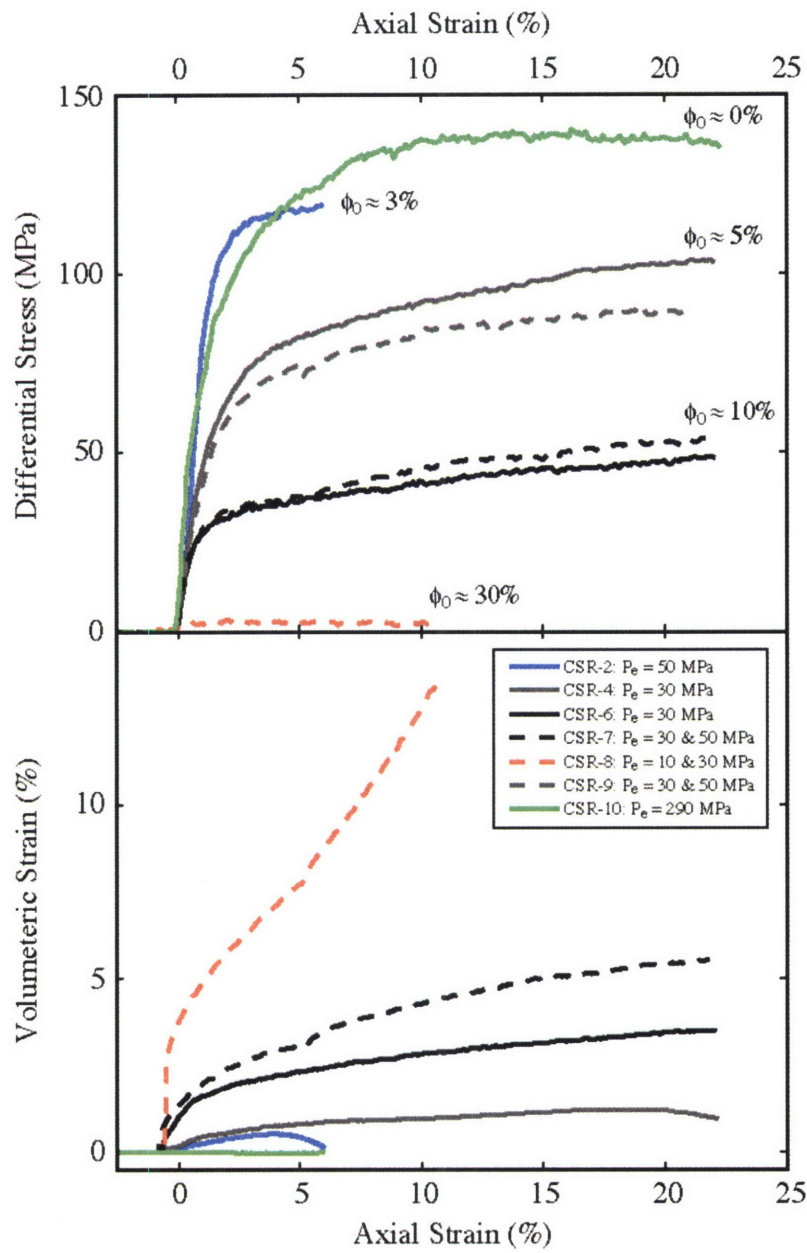 Axial Strain (%)
0 5 10 15 20 25
150
100
50
0
Differential Stress (MPa)
ϕ₀ ≈ 0%
ϕ₀ ≈ 3%
ϕ₀ ≈ 5%
ϕ₀ ≈ 10%
ϕ₀ ≈ 30%
CSR-2: Pₑ = 50 MPa
CSR-4: Pₑ = 30 MPa
CSR-6: Pₑ = 30 MPa
CSR-7: Pₑ = 30 & 50 MPa
CSR-8: Pₑ = 10 & 30 MPa
CSR-9: Pₑ = 30 & 50 MPa
CSR-10: Pₑ = 290 MPa
10
5
0
Volumeteric Strain (%)
0 5 10 15 20 25
Axial Strain (%)